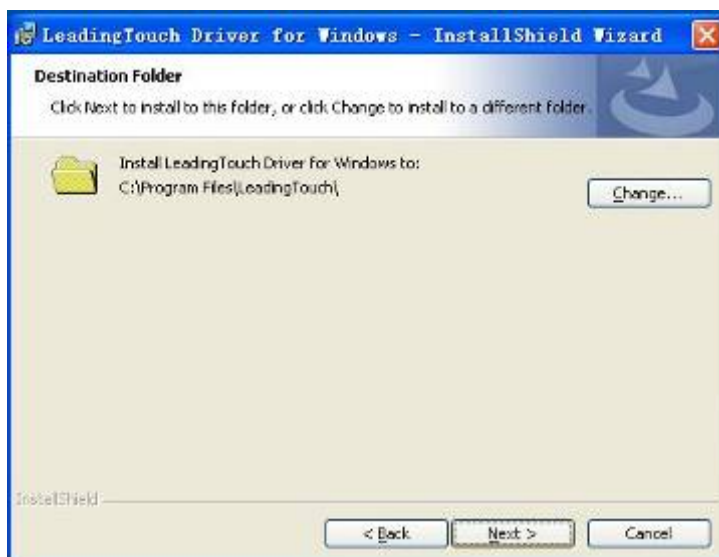 LeadingTouch Driver for Windows - InstallShield Wizard
Destination Folder
Click Next to install to this folder, or click Change to install to a different folder.
Install LeadingTouch Driver for Windows to:
C:\Program Files\LeadingTouch\
Change...
InstallShield
< Back
Next >
Cancel